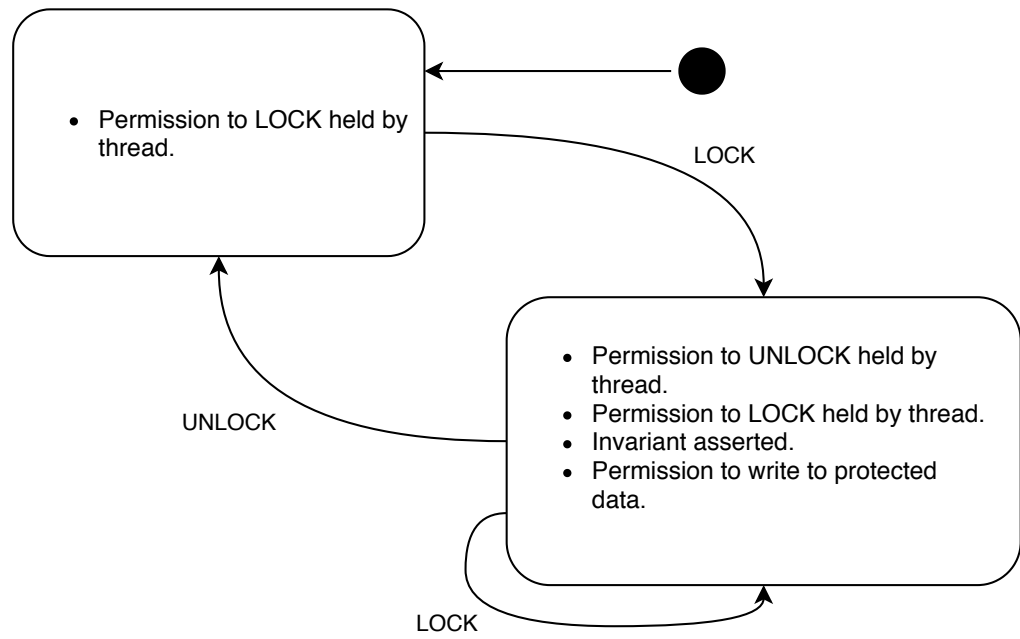 • Permission to LOCK held by
thread.
LOCK
• Permission to UNLOCK held by
thread.
• Permission to LOCK held by thread.
• Invariant asserted.
• Permission to write to protected
data.
UNLOCK
LOCK